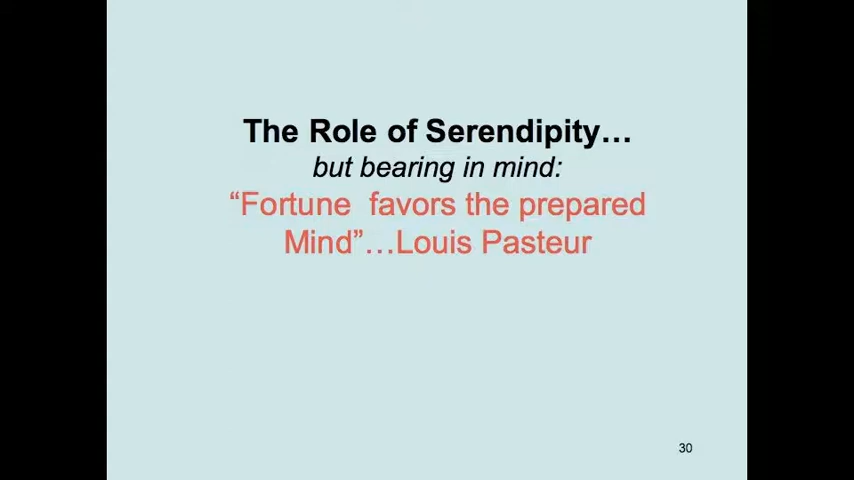 The Role of Serendipity…
but bearing in mind:
“Fortune  favors the prepared
Mind”…Louis Pasteur
30